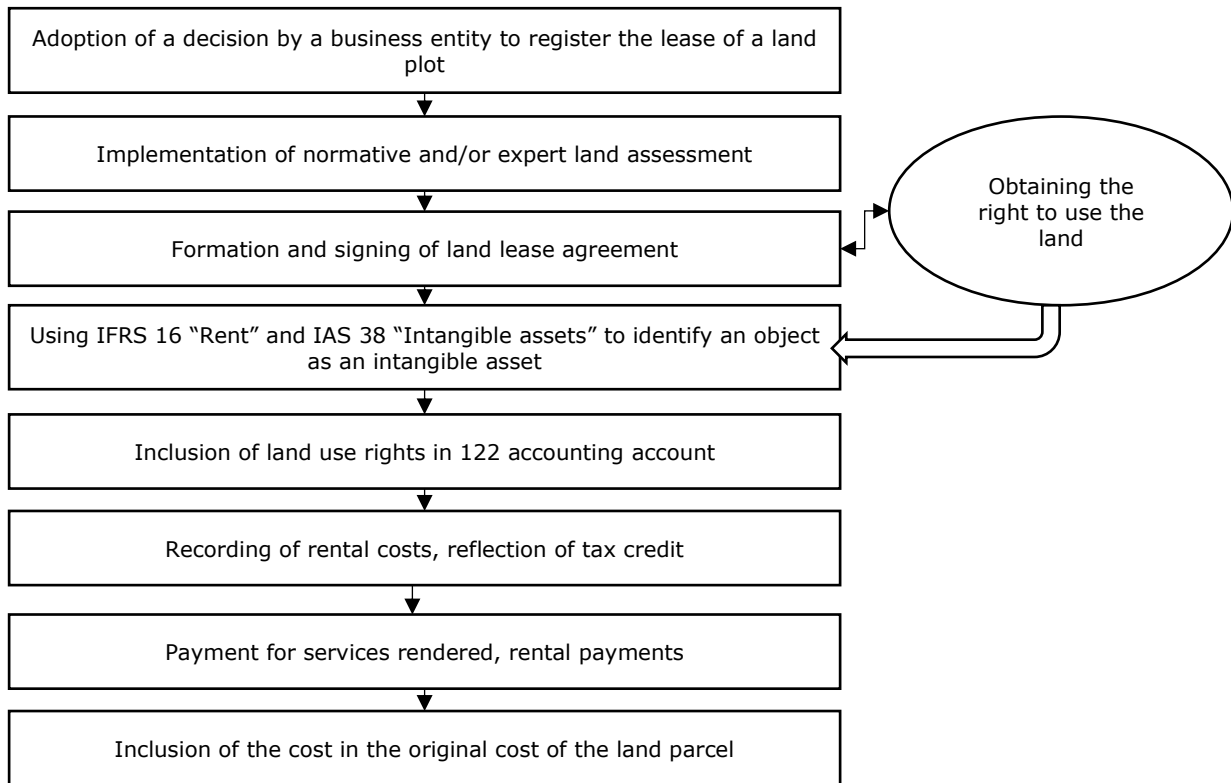 Adoption of a decision by a business entity to register the lease of a land
plot
Implementation of normative and/or expert land assessment
Obtaining the
right to use the
land
Formation and signing of land lease agreement
Using IFRS 16 “Rent” and IAS 38 “Intangible assets” to identify an object
as an intangible asset
Inclusion of land use rights in 122 accounting account
Recording of rental costs, reflection of tax credit
Payment for services rendered, rental payments
Inclusion of the cost in the original cost of the land parcel